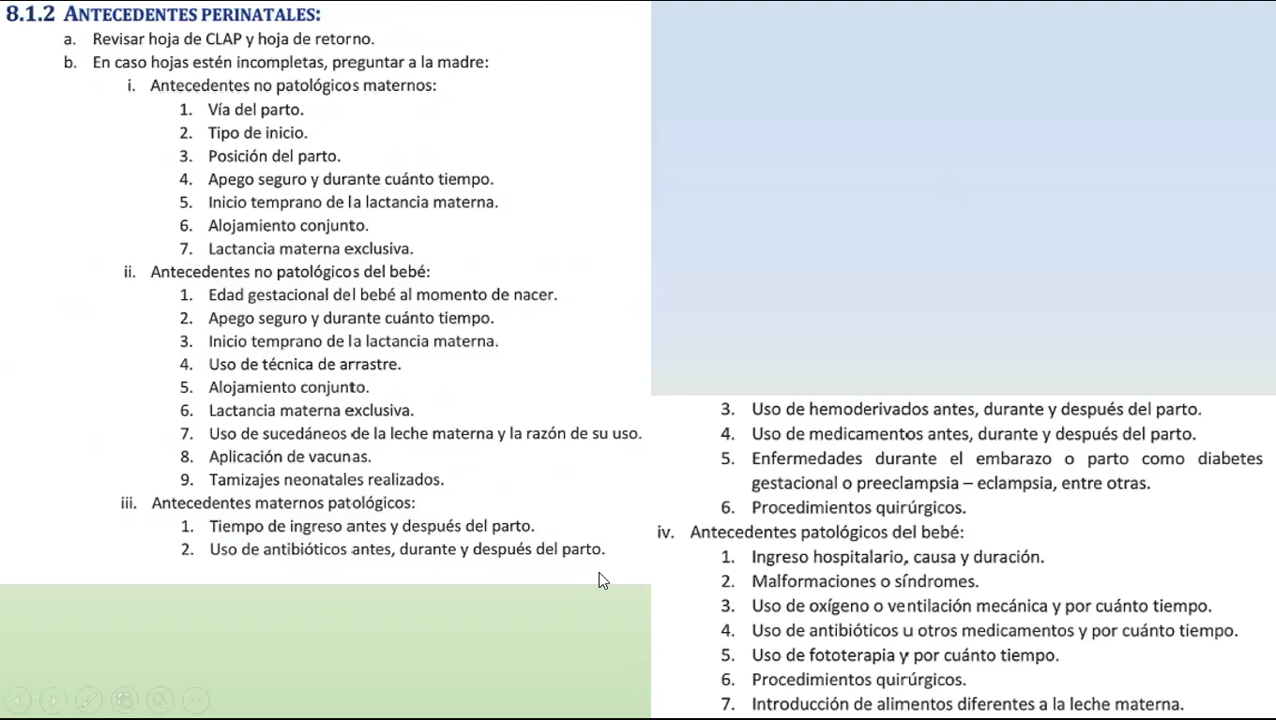 8.1.2 ANTECEDENTES PERINATALES:
a. Revisar hoja de CLAP y hoja de retorno.
b. En caso hojas estén incompletas, preguntar a la madre:
i. Antecedentes no patológicos maternos:
1. Vía del parto.
2. Tipo de inicio.
3. Posición del parto.
4. Apego seguro y durante cuánto tiempo.
5. Inicio temprano de la lactancia materna.
6. Alojamiento conjunto.
7. Lactancia materna exclusiva.
ii. Antecedentes no patológicos del bebé:
1. Edad gestacional del bebé al momento de nacer.
2. Apego seguro y durante cuánto tiempo.
3. Inicio temprano de la lactancia materna.
4. Uso de técnica de arrastre.
5. Alojamiento conjunto.
6. Lactancia materna exclusiva.
7. Uso de sucedáneos de la leche materna y la razón de su uso.
8. Aplicación de vacunas.
9. Tamizajes neonatales realizados.
iii. Antecedentes maternos patológicos:
1. Tiempo de ingreso antes y después del parto.
2. Uso de antibióticos antes, durante y después del parto.
3. Uso de hemoderivados antes, durante y después del parto.
4. Uso de medicamentos antes, durante y después del parto.
5. Enfermedades durante el embarazo o parto como diabetes
gestacional o preeclampsia – eclampsia, entre otras.
6. Procedimientos quirúrgicos.
iv. Antecedentes patológicos del bebé:
1. Ingreso hospitalario, causa y duración.
2. Malformaciones o síndromes.
3. Uso de oxígeno o ventilación mecánica y por cuánto tiempo.
4. Uso de antibióticos u otros medicamentos y por cuánto tiempo.
5. Uso de fototerapia y por cuánto tiempo.
6. Procedimientos quirúrgicos.
7. Introducción de alimentos diferentes a la leche materna.